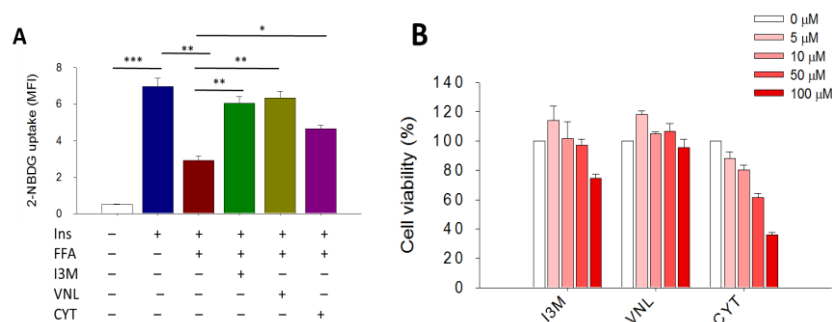 A
2-NBDG uptake (MFI)
8
6
4
2
0
*
*** **
**
**
Ins – + + + + +
FFA – – + + + +
I3M – – – + – –
VNL – – – – + –
CYT – – – – – +
B
0 μM
5 μM
10 μM
50 μM
100 μM
Cell viability (%)
140
120
100
80
60
40
20
0
I3M VNL CYT